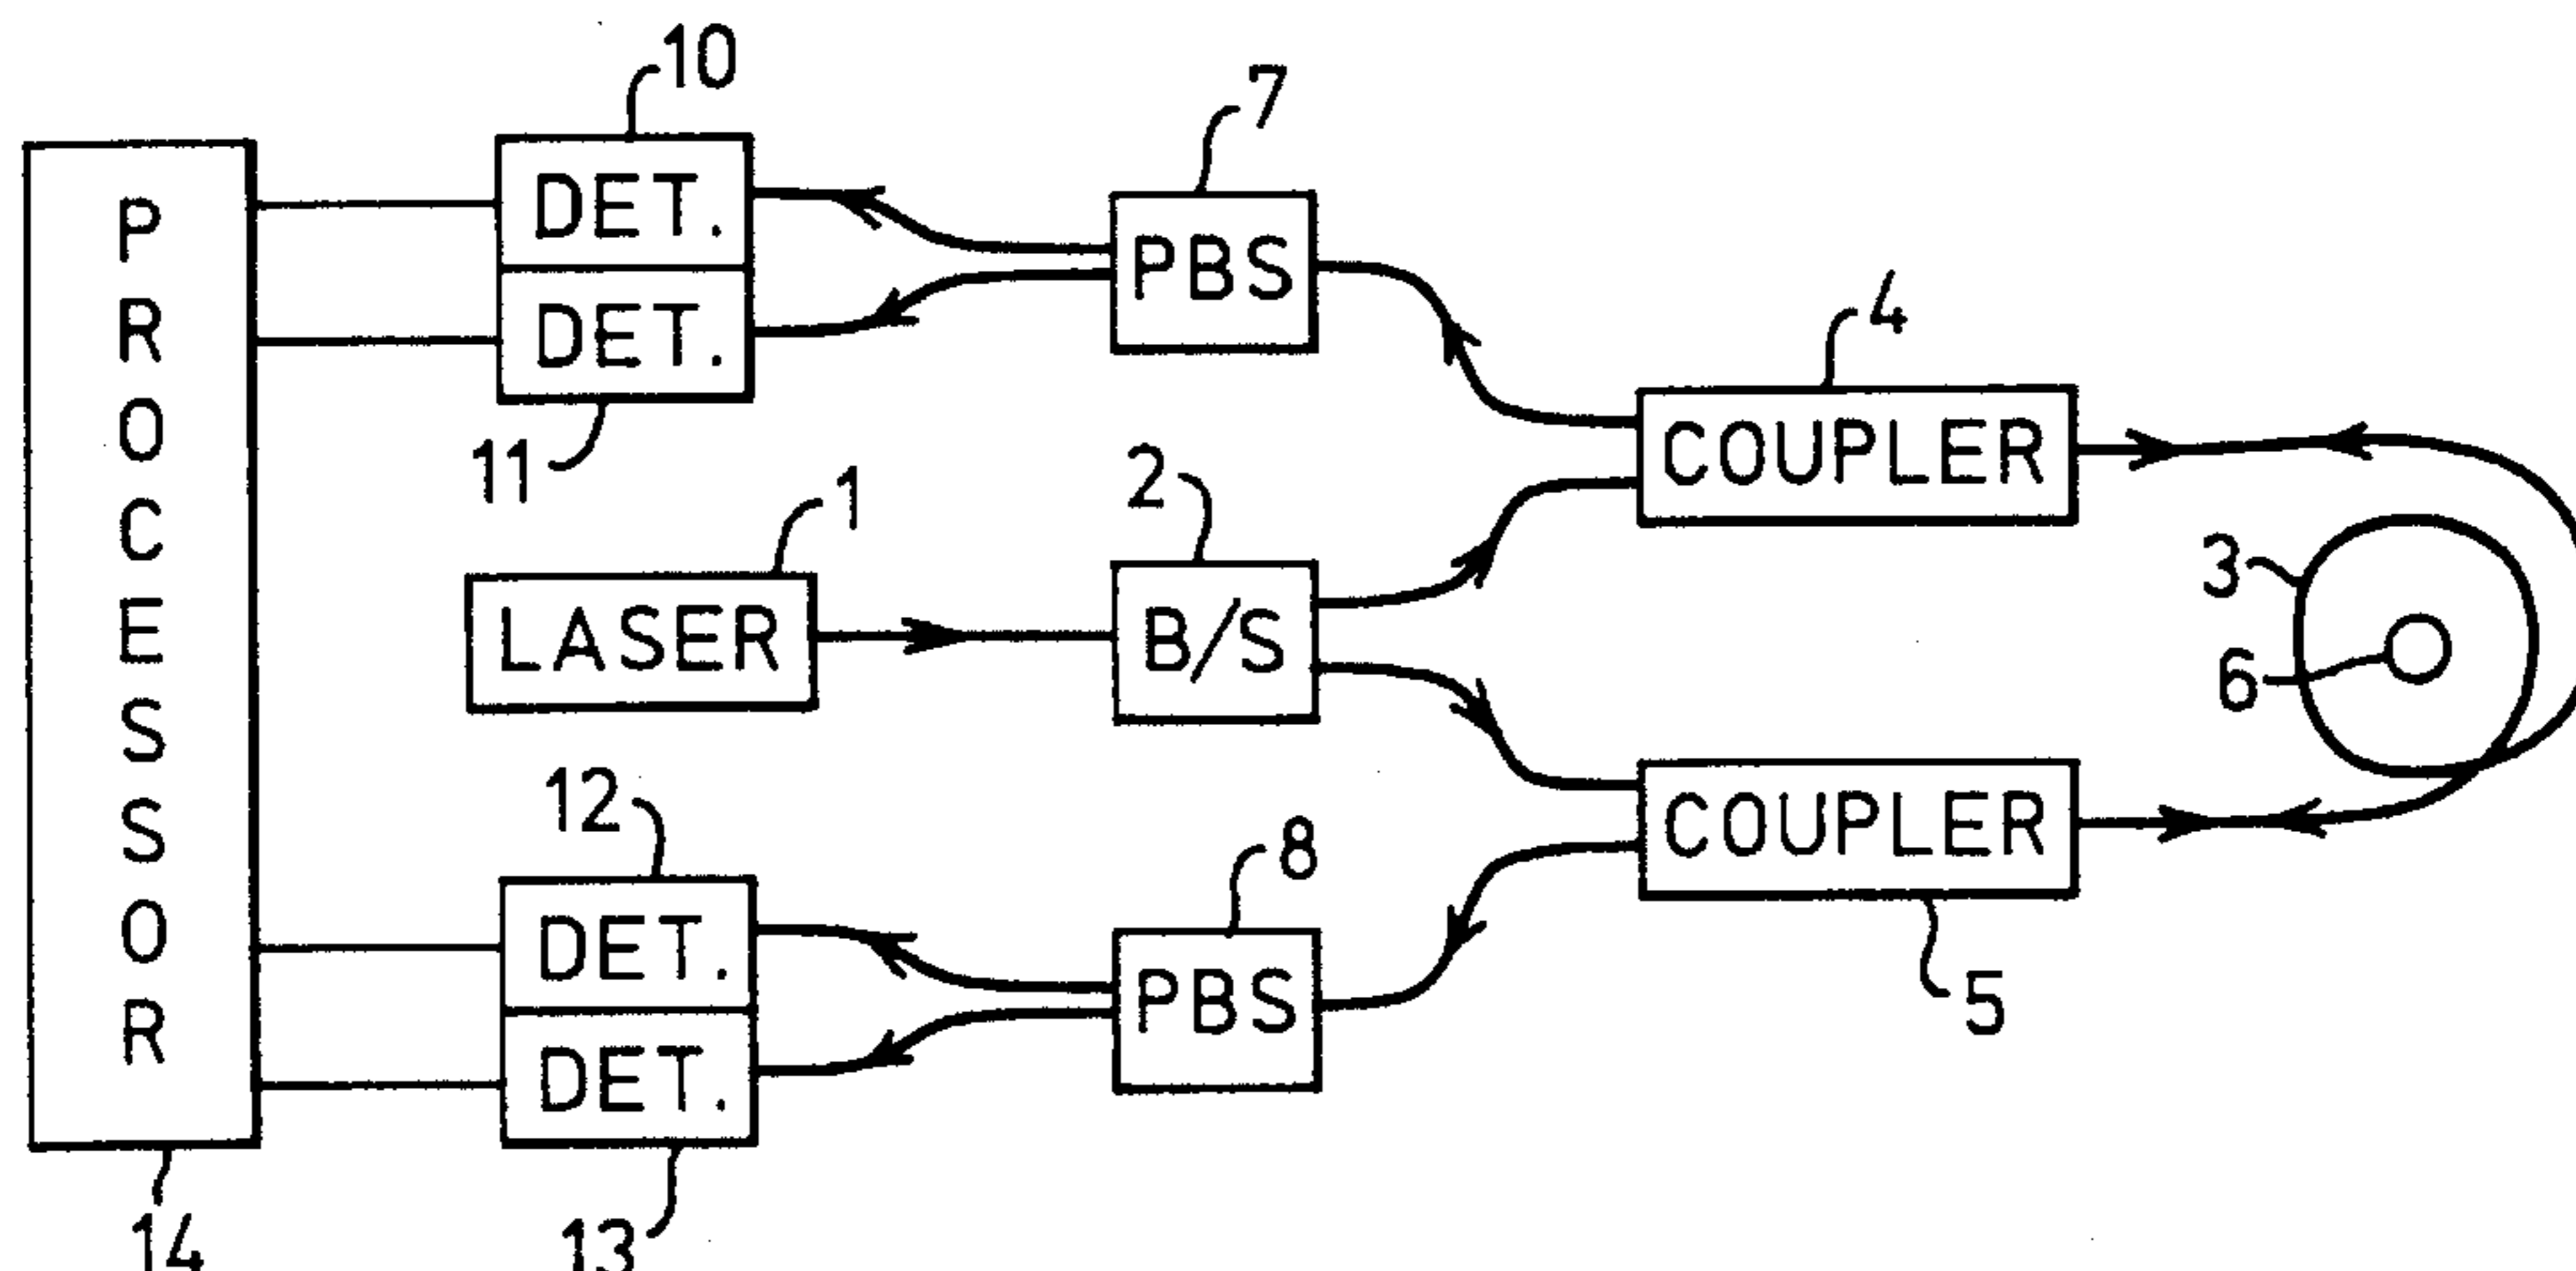 10
7
DET.
PBS
4
DET.
COUPLER
11
1
2
3
LASER
B/S
6
PROCESSOR
12
8
COUPLER
DET.
PBS
5
DET.
14
13